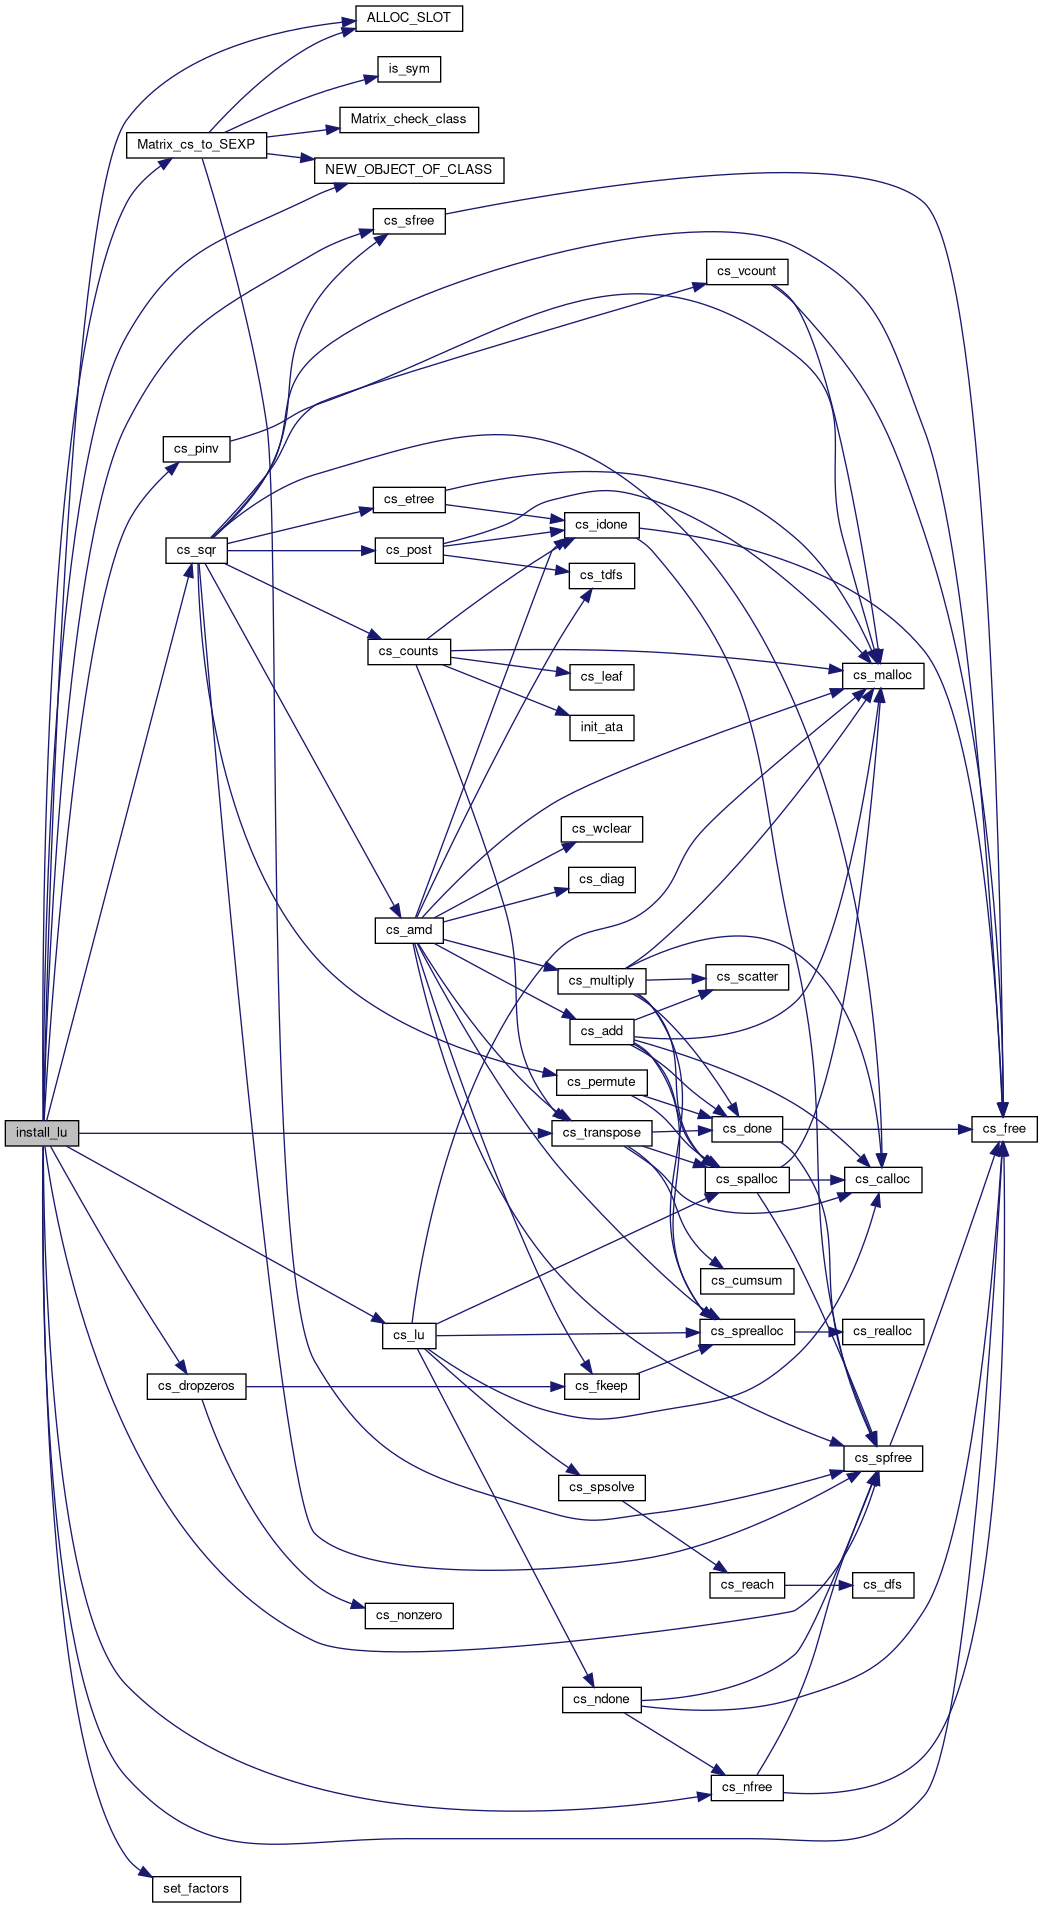 ALLOC_SLOT
is_sym
Matrix_check_class
Matrix_cs_to_SEXP
NEW_OBJECT_OF_CLASS
cs_sfree
cs_vcount
cs_pinv
cs_etree
cs_idone
cs_sqr
cs_post
cs_tdfs
cs_counts
cs_leaf
cs_malloc
init_ata
cs_wclear
cs_diag
cs_amd
cs_multiply
cs_scatter
cs_add
cs_permute
install_lu
cs_transpose
cs_done
cs_free
cs_spalloc
cs_calloc
cs_cumsum
cs_lu
cs_sprealloc
cs_realloc
cs_dropzeros
cs_fkeep
cs_spfree
cs_spsolve
cs_reach
cs_dfs
cs_nonzero
cs_ndone
cs_nfree
set_factors